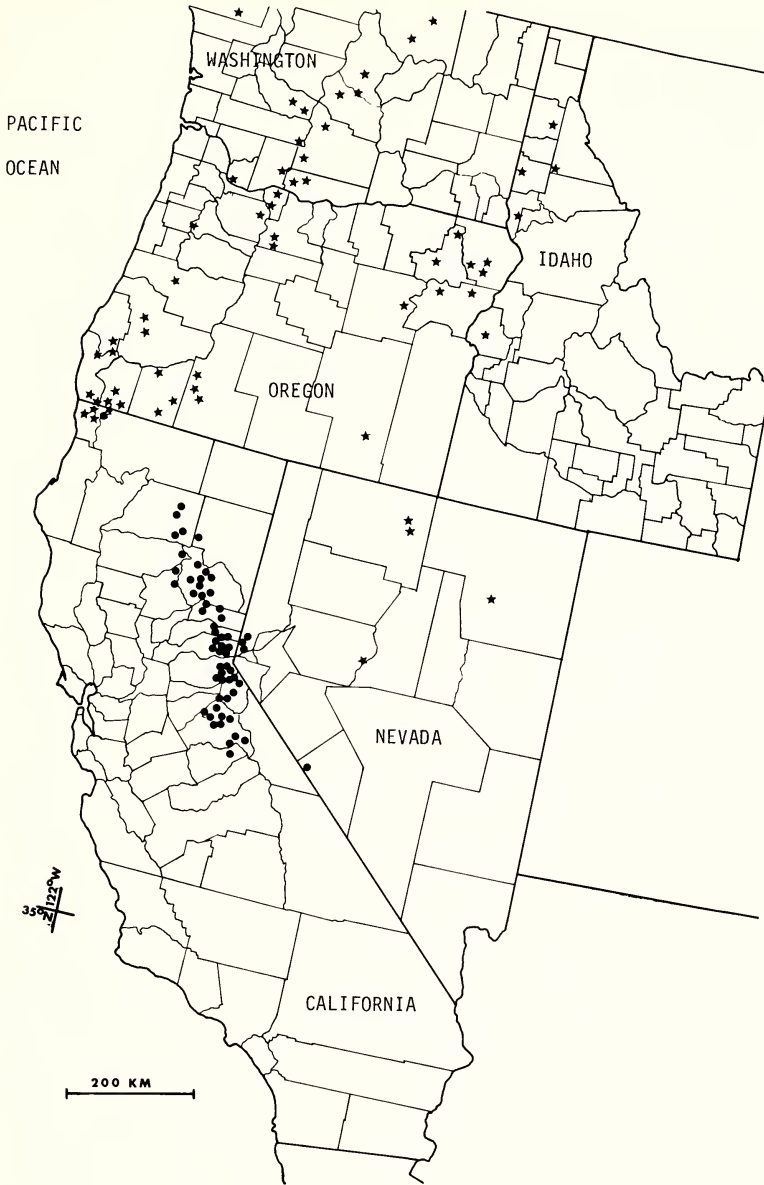 WASHINGTON
PACIFIC
OCEAN
IDAHO
OREGON
NEVADA
35°N 122°W
CALIFORNIA
200 KM